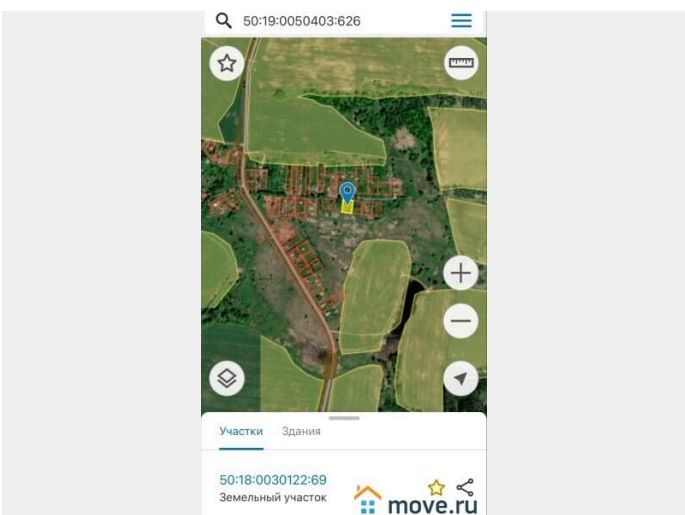 50:19:0050403:626
Участки Здания
50:18:0030122:69
Земельный участок
move.ru